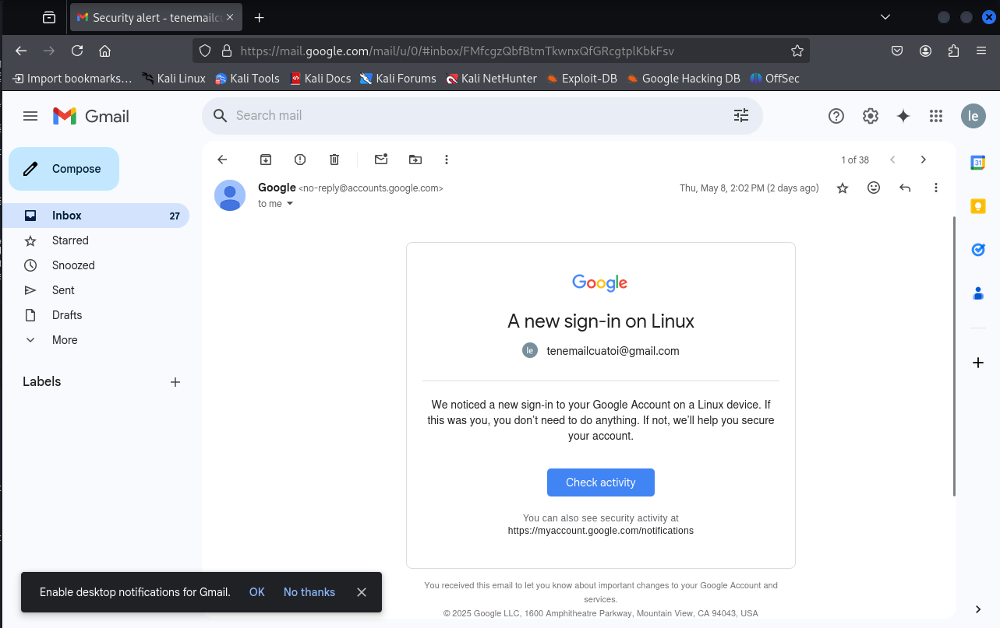 Security alert - tenemailcu
https://mail.google.com/mail/u/0/#inbox/FMfcgzQbfBtmTkwnxQfGRcgtplKbkFsv
Import bookmarks… Kali Linux Kali Tools Kali Docs Kali Forums Kali NetHunter Exploit-DB Google Hacking DB OffSec
Gmail
Search mail
le
Compose
1 of 38
Google <no-reply@accounts.google.com>
Thu, May 8, 2:02 PM (2 days ago)
to me
Inbox 27
Starred
Snoozed
Sent
Drafts
More
Labels
31
Google
A new sign-in on Linux
le tenemailcuatoi@gmail.com
We noticed a new sign-in to your Google Account on a Linux device. If
this was you, you don't need to do anything. If not, we'll help you secure
your account.
Check activity
You can also see security activity at
https://myaccount.google.com/notifications
Enable desktop notifications for Gmail. OK No thanks
You received this email to let you know about important changes to your Google Account and
services.
© 2025 Google LLC, 1600 Amphitheatre Parkway, Mountain View, CA 94043, USA